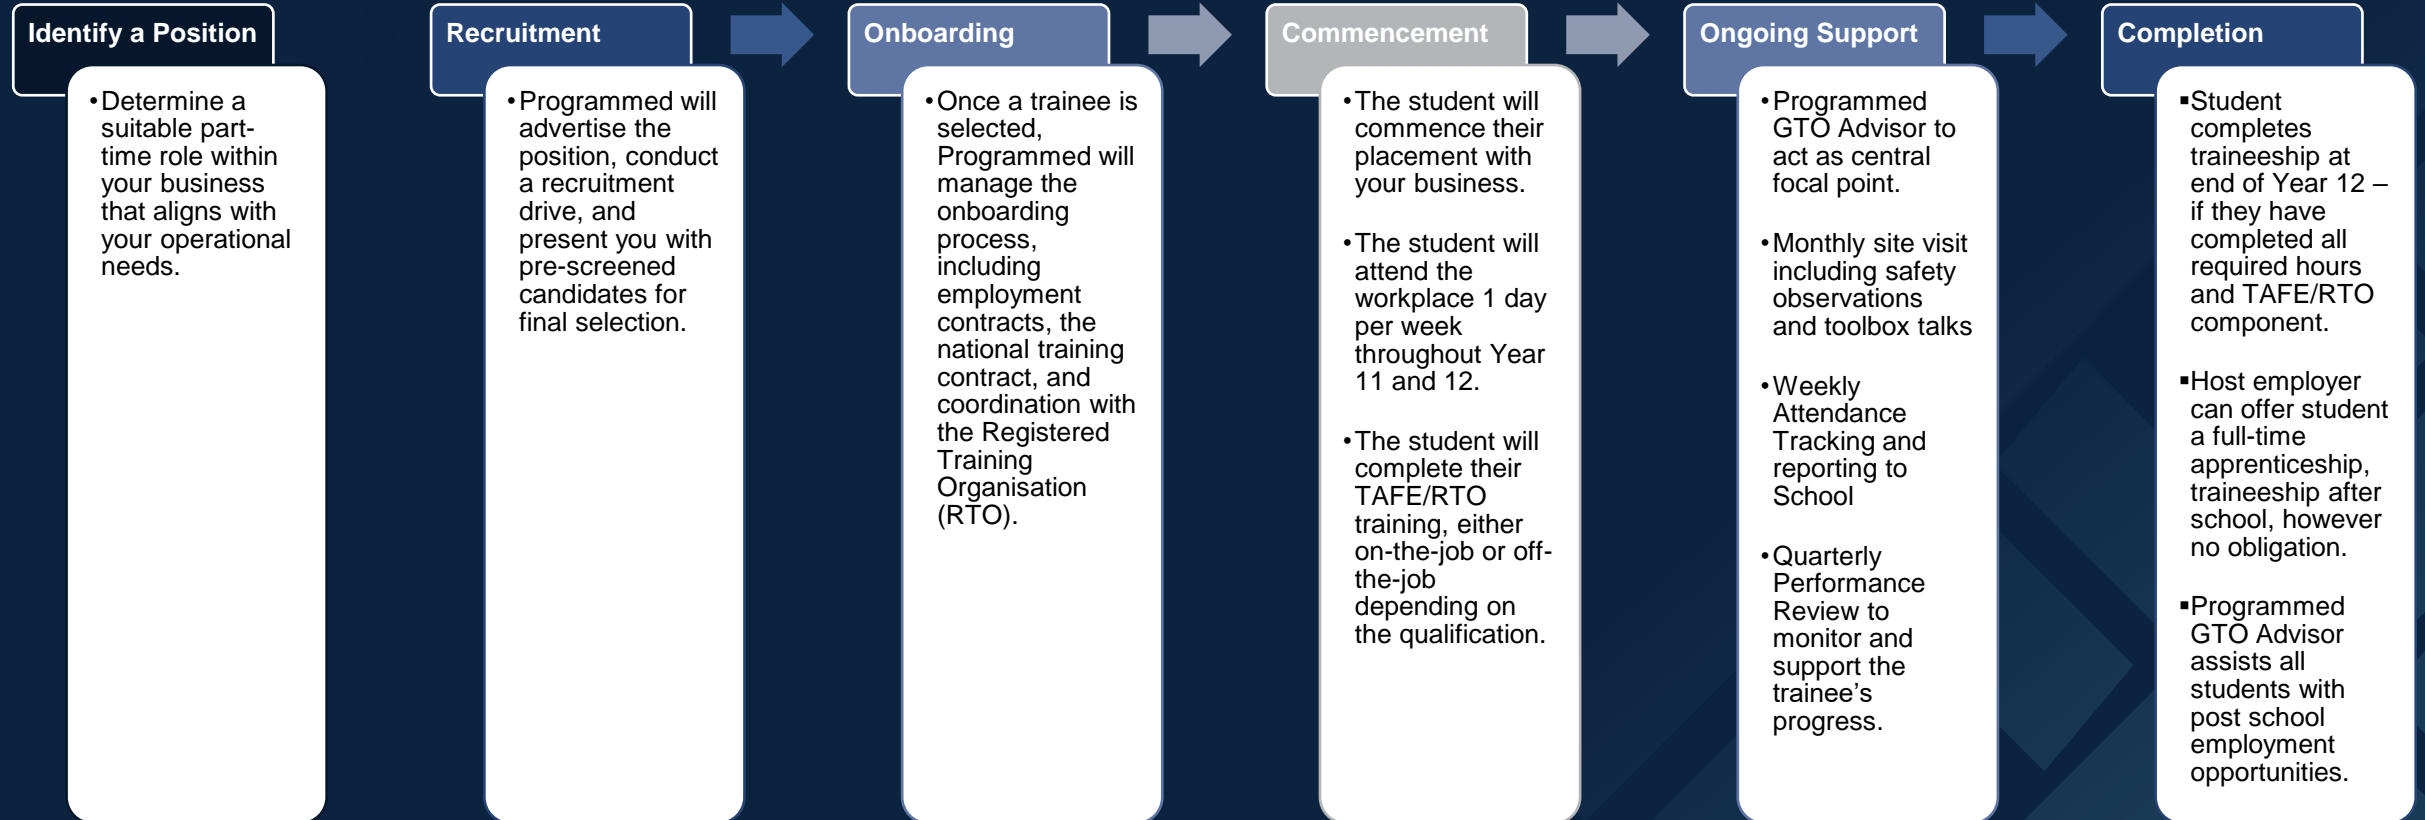 Identify a Position
•Determine a
suitable part-
time role within
your business
that aligns with
your operational
needs.
Recruitment
•Programmed will
advertise the
position, conduct
a recruitment
drive, and
present you with
pre-screened
candidates for
final selection.
Onboarding
•Once a trainee is
selected,
Programmed will
manage the
onboarding
process,
including
employment
contracts, the
national training
contract, and
coordination with
the Registered
Training
Organisation
(RTO).
Commencement
•The student will
commence their
placement with
your business.
•The student will
attend the
workplace 1 day
per week
throughout Year
11 and 12.
•The student will
complete their
TAFE/RTO
training, either
on-the-job or off-
the-job
depending on
the qualification.
Ongoing Support
•Programmed
GTO Advisor to
act as central
focal point.
•Monthly site visit
including safety
observations
and toolbox talks
•Weekly
Attendance
Tracking and
reporting to
School
•Quarterly
Performance
Review to
monitor and
support the
trainee’s
progress.
Completion
▪Student
completes
traineeship at
end of Year 12 –
if they have
completed all
required hours
and TAFE/RTO
component.
▪Host employer
can offer student
a full-time
apprenticeship,
traineeship after
school, however
no obligation.
▪Programmed
GTO Advisor
assists all
students with
post school
employment
opportunities.